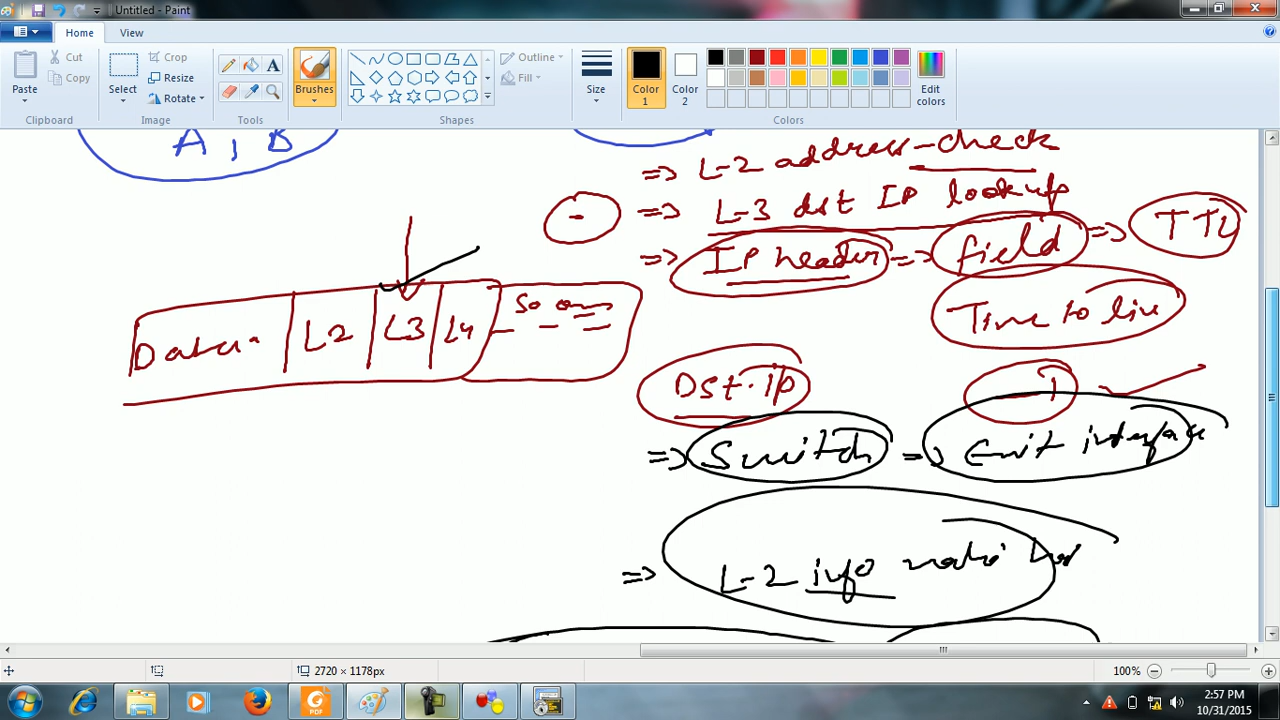 Untitled - Paint
Home View
Paste
Cut
Copy
Clipboard
Select
Crop
Resize
Rotate
Image
Tools
Brushes
Outline
Fill
Shapes
Size
Color 1
Color 2
Edit colors
Colors
A, B
=> L-2 address-check
=> L-3 dst IP lookup
=> IP header => field => TTL
Time to live
Data L2 L3 L4 So on
Dst.ip 1
=> Switch => Exit interface
=> L-2 info
2720 × 1178px
100%
2:57 PM
10/31/2015
PDF